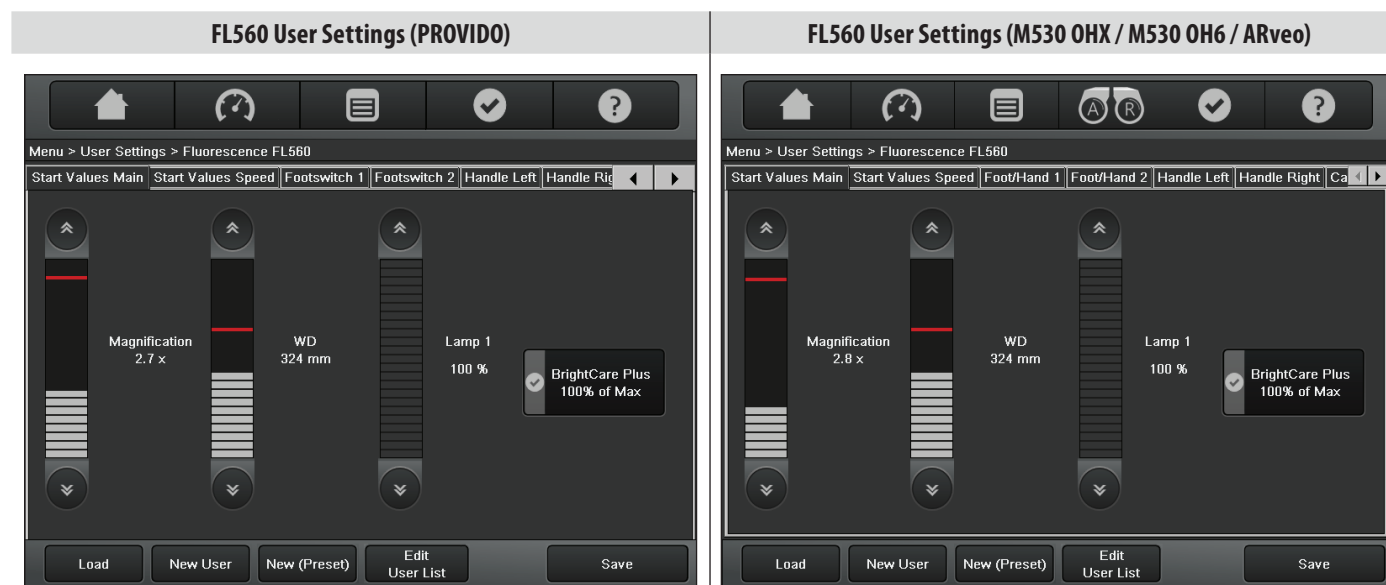 FL560 User Settings (PROVIDO)
?
Menu > User Settings > Fluorescence FL560
Start Values Main Start Values Speed Footswitch 1 Footswitch 2 Handle Left Handle Rig
Magnification
2.7 x
WD
324 mm
Lamp 1
100 %
BrightCare Plus
100% of Max
Load New User New (Preset) Edit User List Save
FL560 User Settings (M530 OHX / M530 OH6 / ARveo)
A R ?
Menu > User Settings > Fluorescence FL560
Start Values Main Start Values Speed Foot/Hand 1 Foot/Hand 2 Handle Left Handle Right Ca
Magnification
2.8 x
WD
324 mm
Lamp 1
100 %
BrightCare Plus
100% of Max
Load New User New (Preset) Edit User List Save